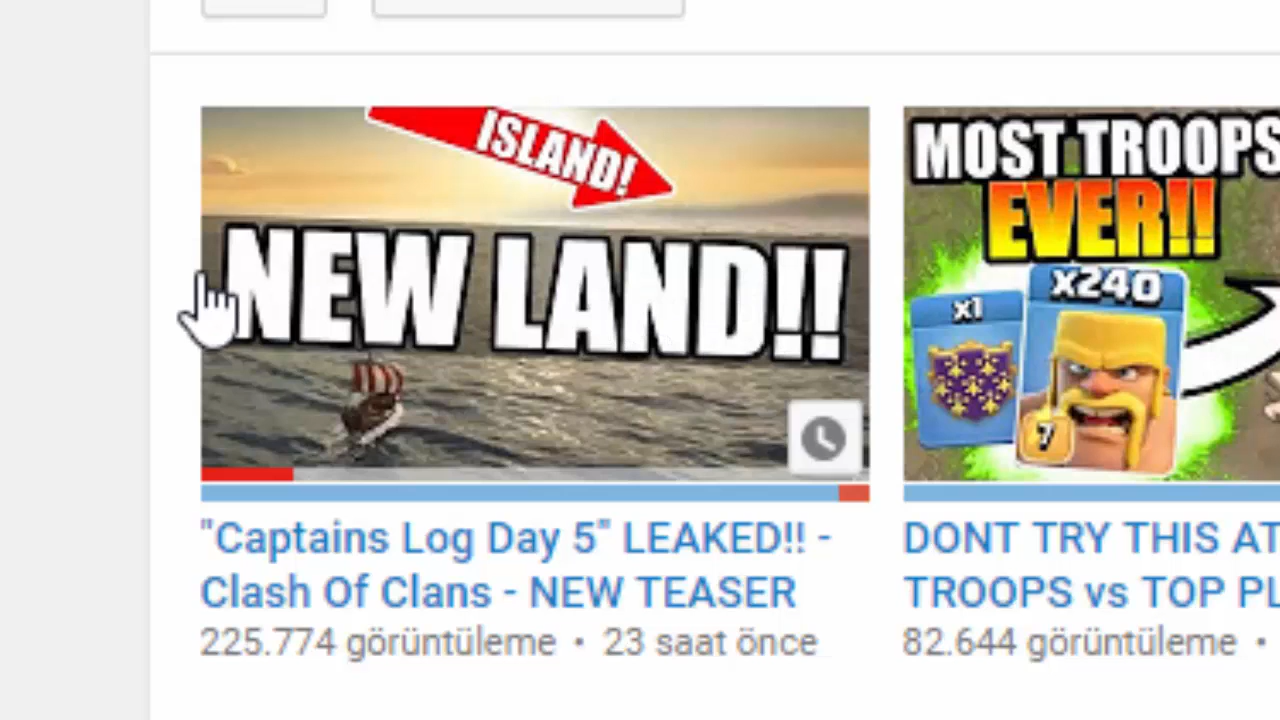 ISLAND!
NEW LAND!!
"Captains Log Day 5" LEAKED!! -
Clash Of Clans - NEW TEASER
225.774 görüntüleme • 23 saat önce
MOST TROOPS
EVER!!
x1
x240
7
DONT TRY THIS AT
TROOPS vs TOP PL
82.644 görüntüleme •